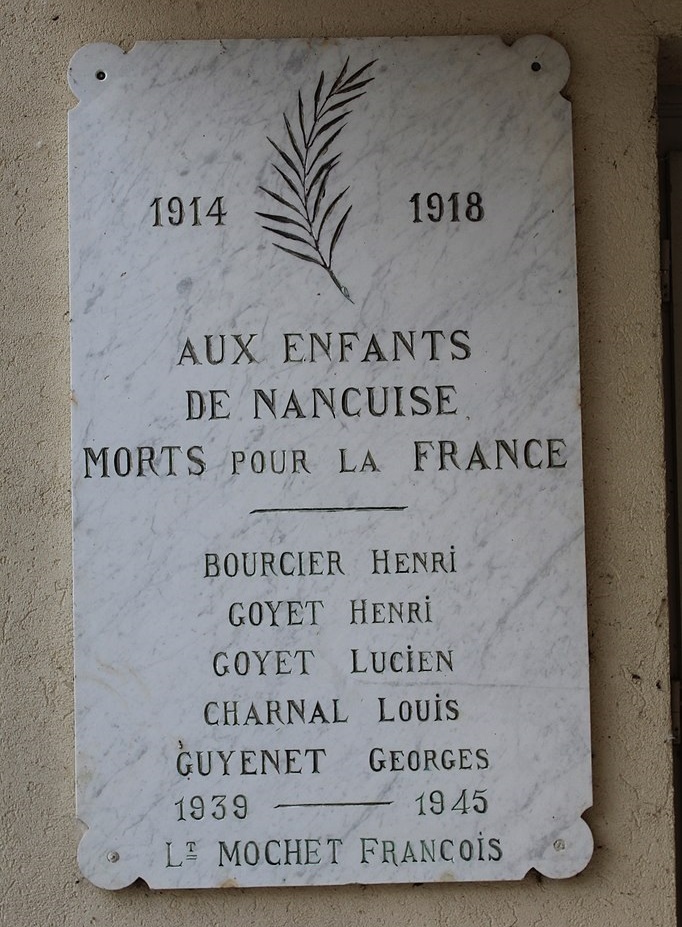 1914 1918
AUX ENFANTS
DE NANCUISE
MORTS POUR LA FRANCE
BOURCIER HENRI
GOYET HENRI
GOYET LUCIEN
CHARNAL LOUIS
GUYENET GEORGES
1939 — 1945
LT MOCHET FRANCOIS